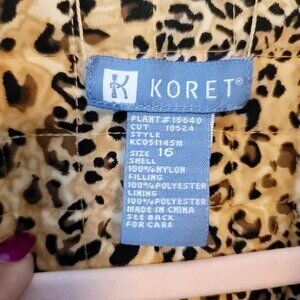 K KORET®
PLANT# 16640
CUT 10524
STYLE
KC051145M
SIZE 16
SHELL
100%NYLON
FILLING
100%POLYESTER
LINING
100%POLYESTER
MADE IN CHINA
SEE BACK
FOR CARE